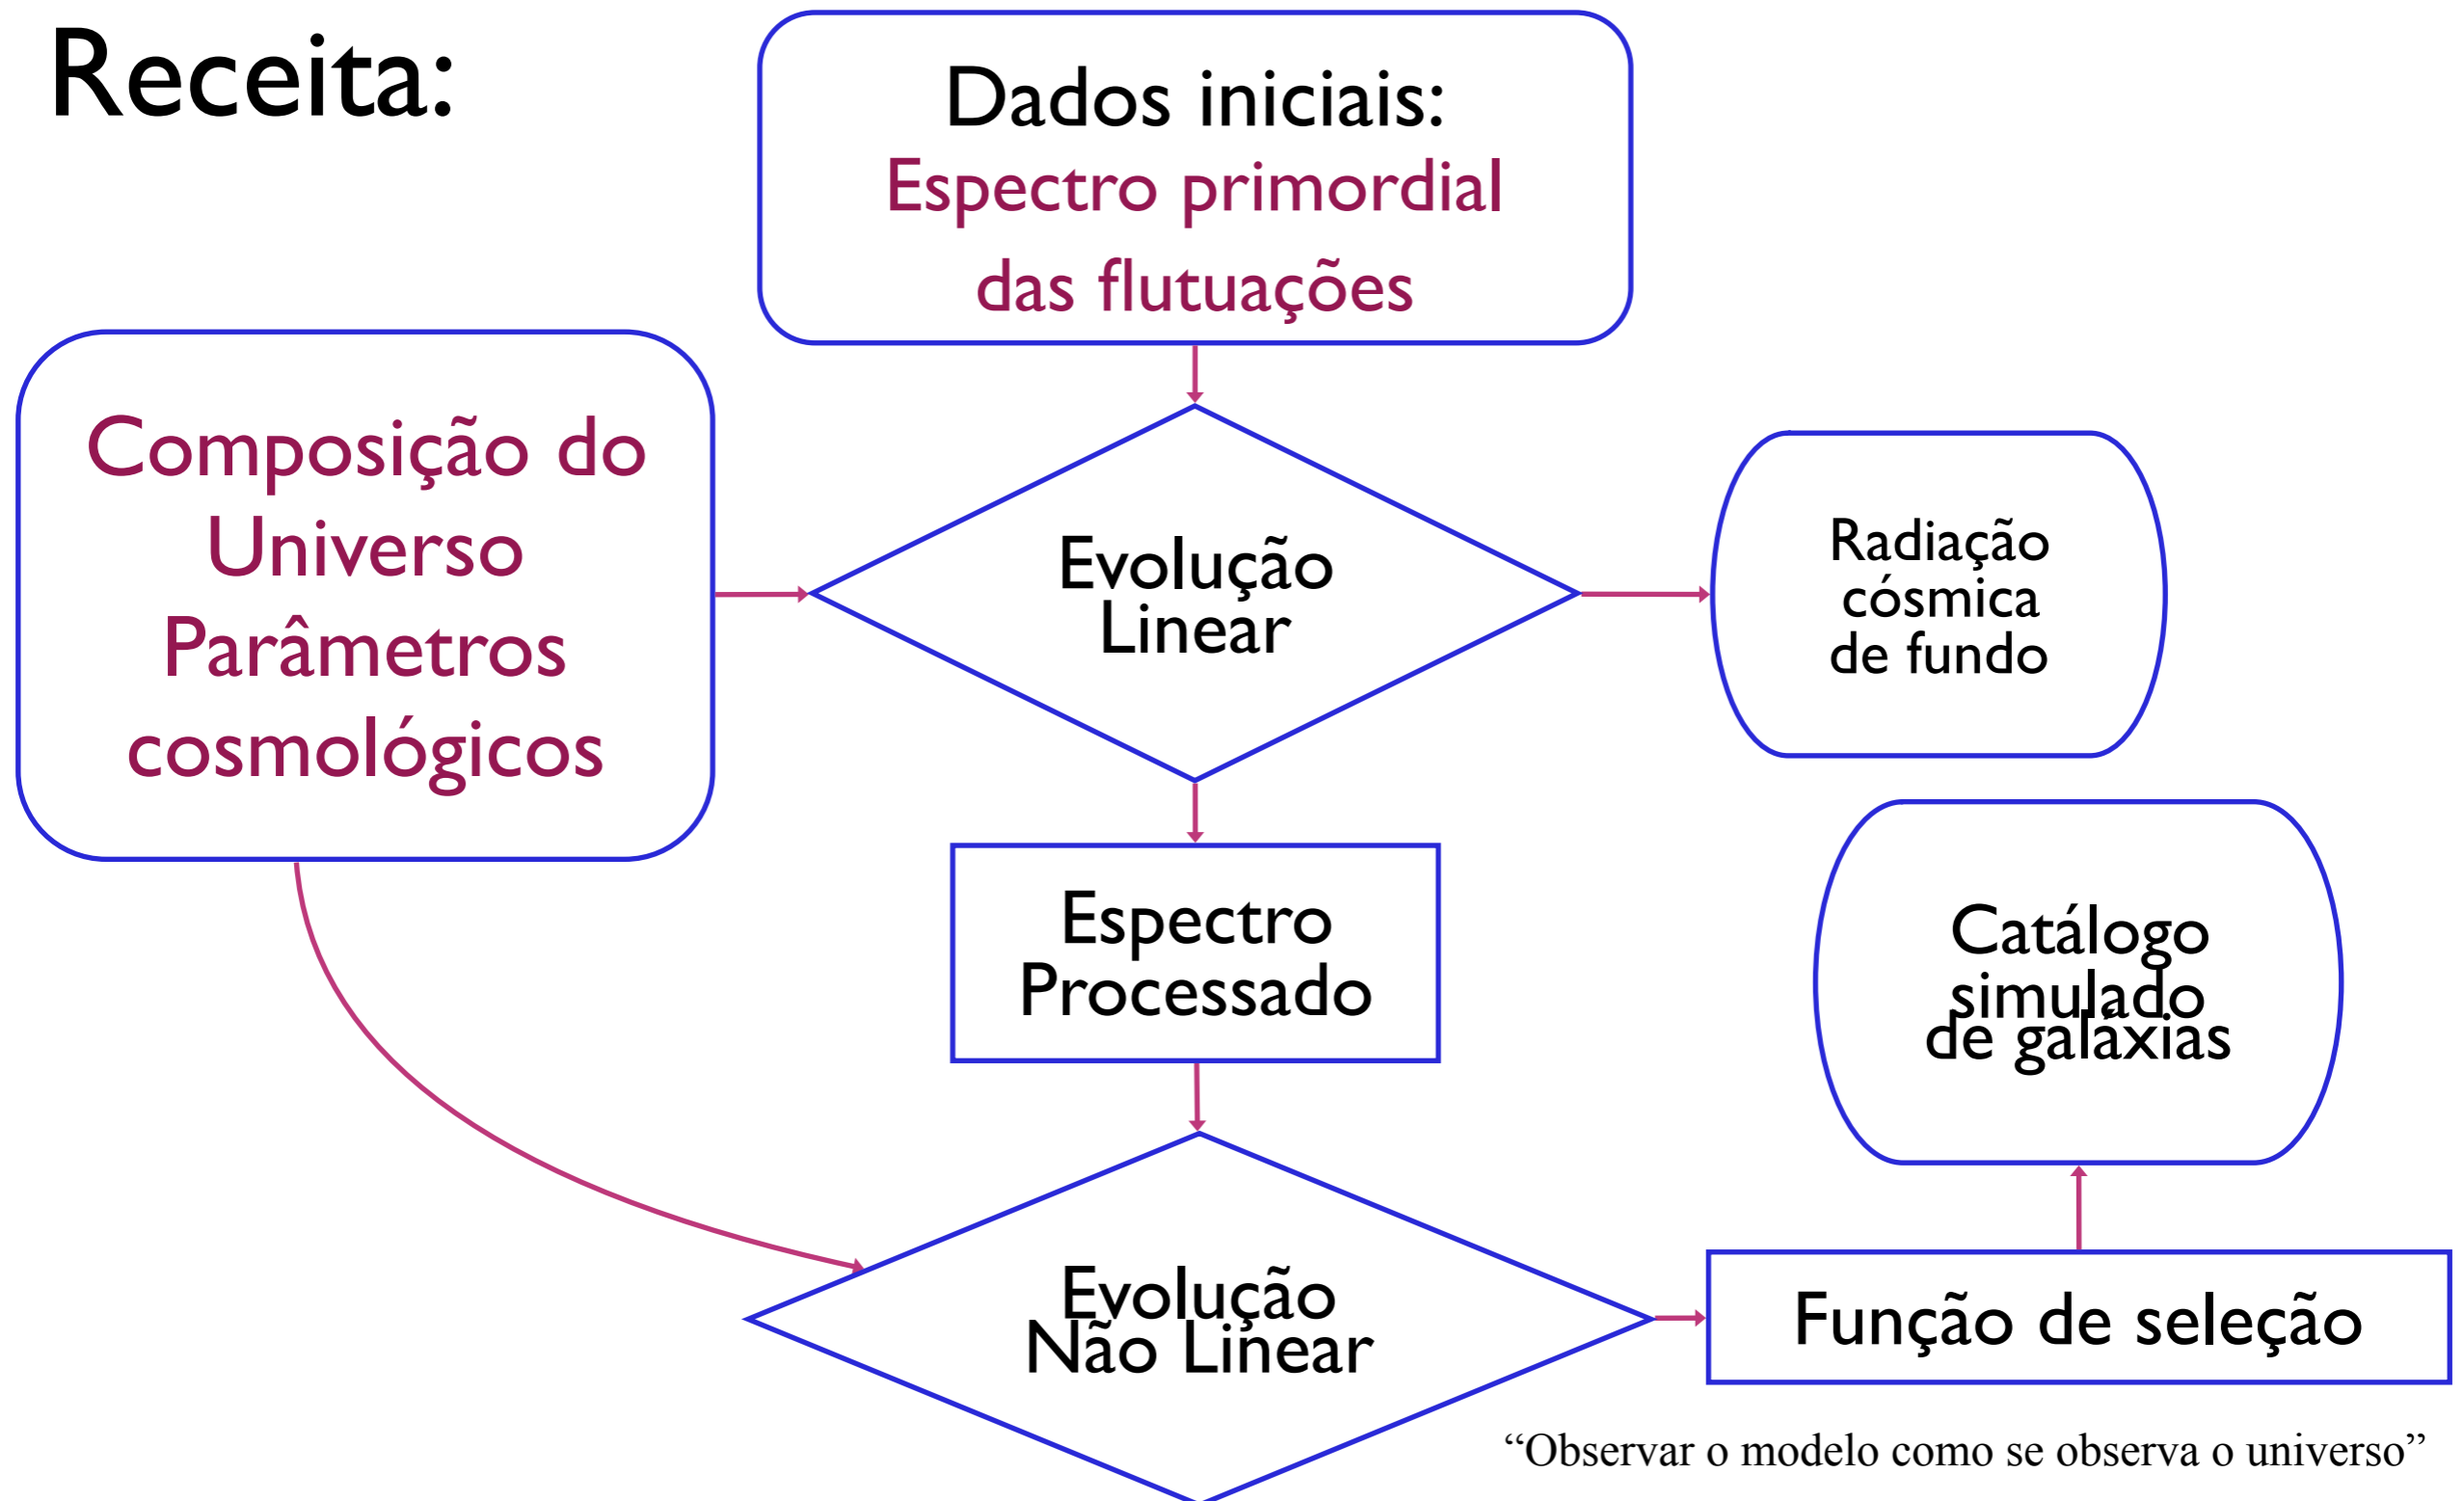 Receita:
Dados iniciais:
Espectro primordial
das flutuações
Composição do
Universo
Parâmetros
cosmológicos
Evolução
Linear
Radiação
cósmica
de fundo
Espectro
Processado
Catálogo
simulado
de galáxias
Evolução
Não Linear
Função de seleção
“Observar o modelo como se observa o universo”